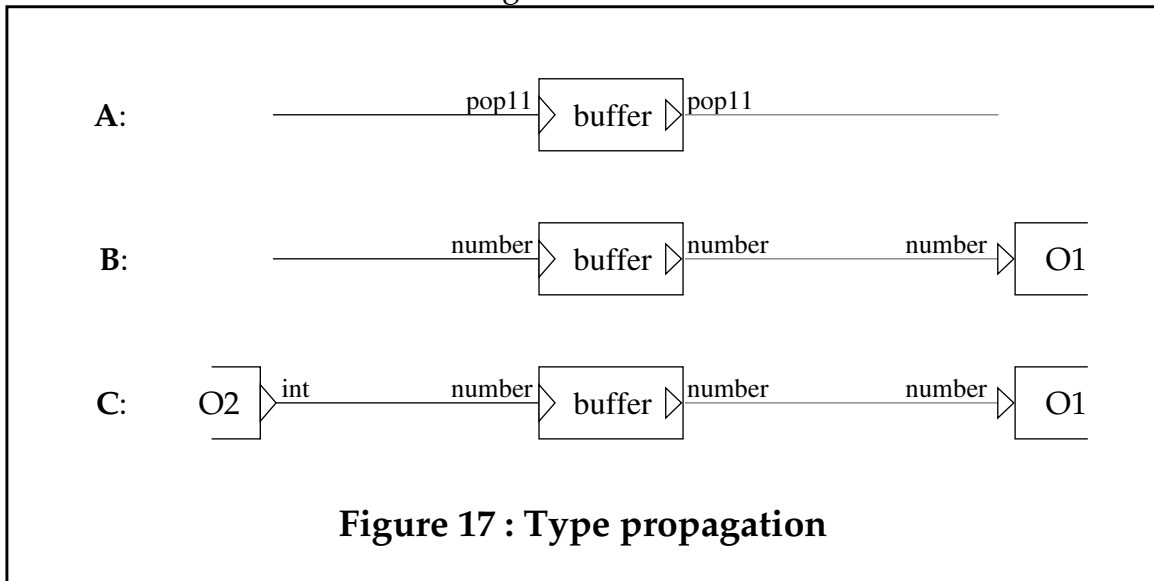 A: pop11 buffer pop11
B: number buffer number number O1
C: O2 int number buffer number number O1
Figure 17 : Type propagation